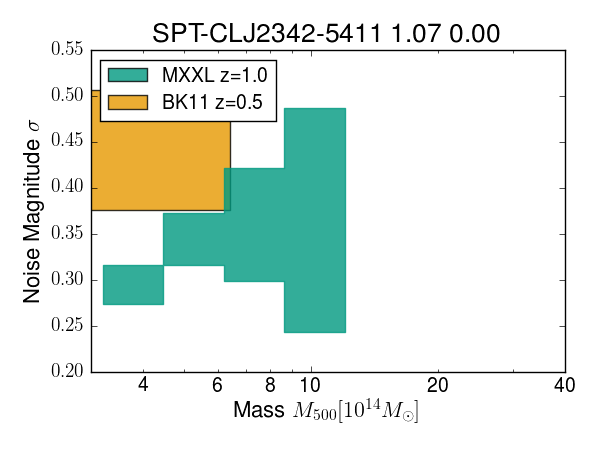 SPT-CLJ2342-5411 1.07 0.00
MXXL z=1.0
BK11 z=0.5
Noise Magnitude σ
0.55
0.50
0.45
0.40
0.35
0.30
0.25
0.20
4 6 8 10 20 40
Mass M₅₀₀[10¹⁴M☉]